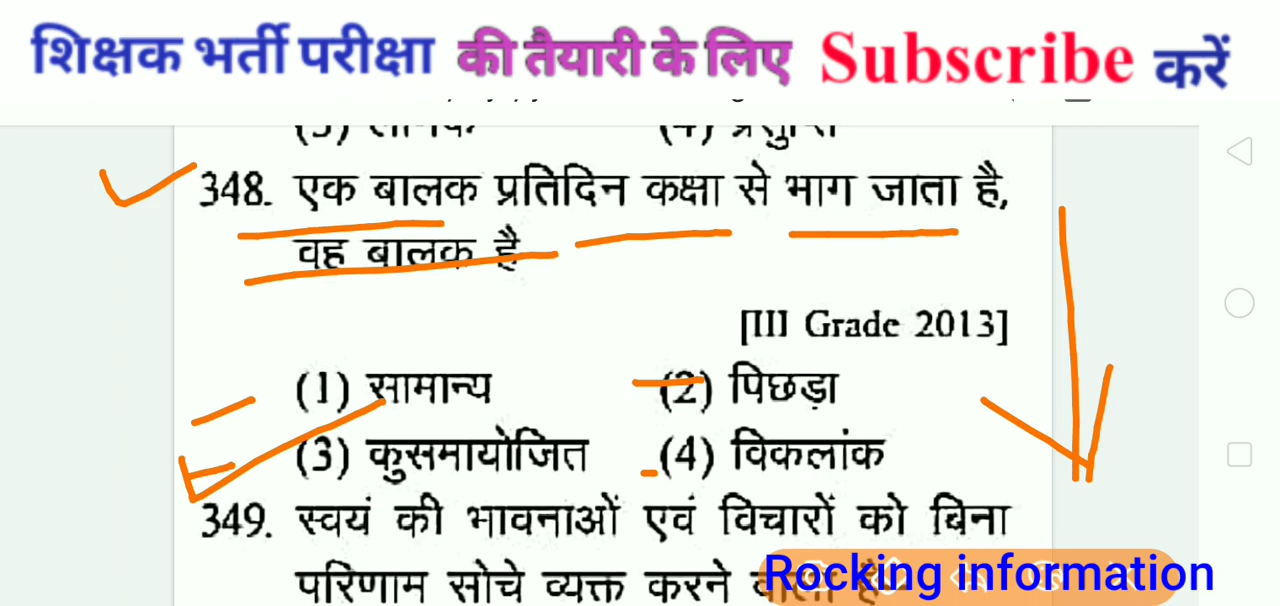 शिक्षक भर्ती परीक्षा की तैयारी के लिए Subscribe करें
348. एक बालक प्रतिदिन कक्षा से भाग जाता है,
वह बालक है
[III Grade 2013]
(1) सामान्य (2) पिछड़ा
(3) कुसमायोजित (4) विकलांक
349. स्वयं की भावनाओं एवं विचारों को बिना
परिणाम सोचे व्यक्त करने वाला है
Rocking information